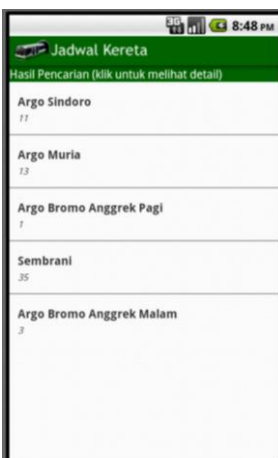 3G 8:48 PM
Jadwal Kereta
Hasil Pencarian (klik untuk melihat detail)
Argo Sindoro
11
Argo Muria
13
Argo Bromo Anggrek Pagi
1
Sembrani
35
Argo Bromo Anggrek Malam
3